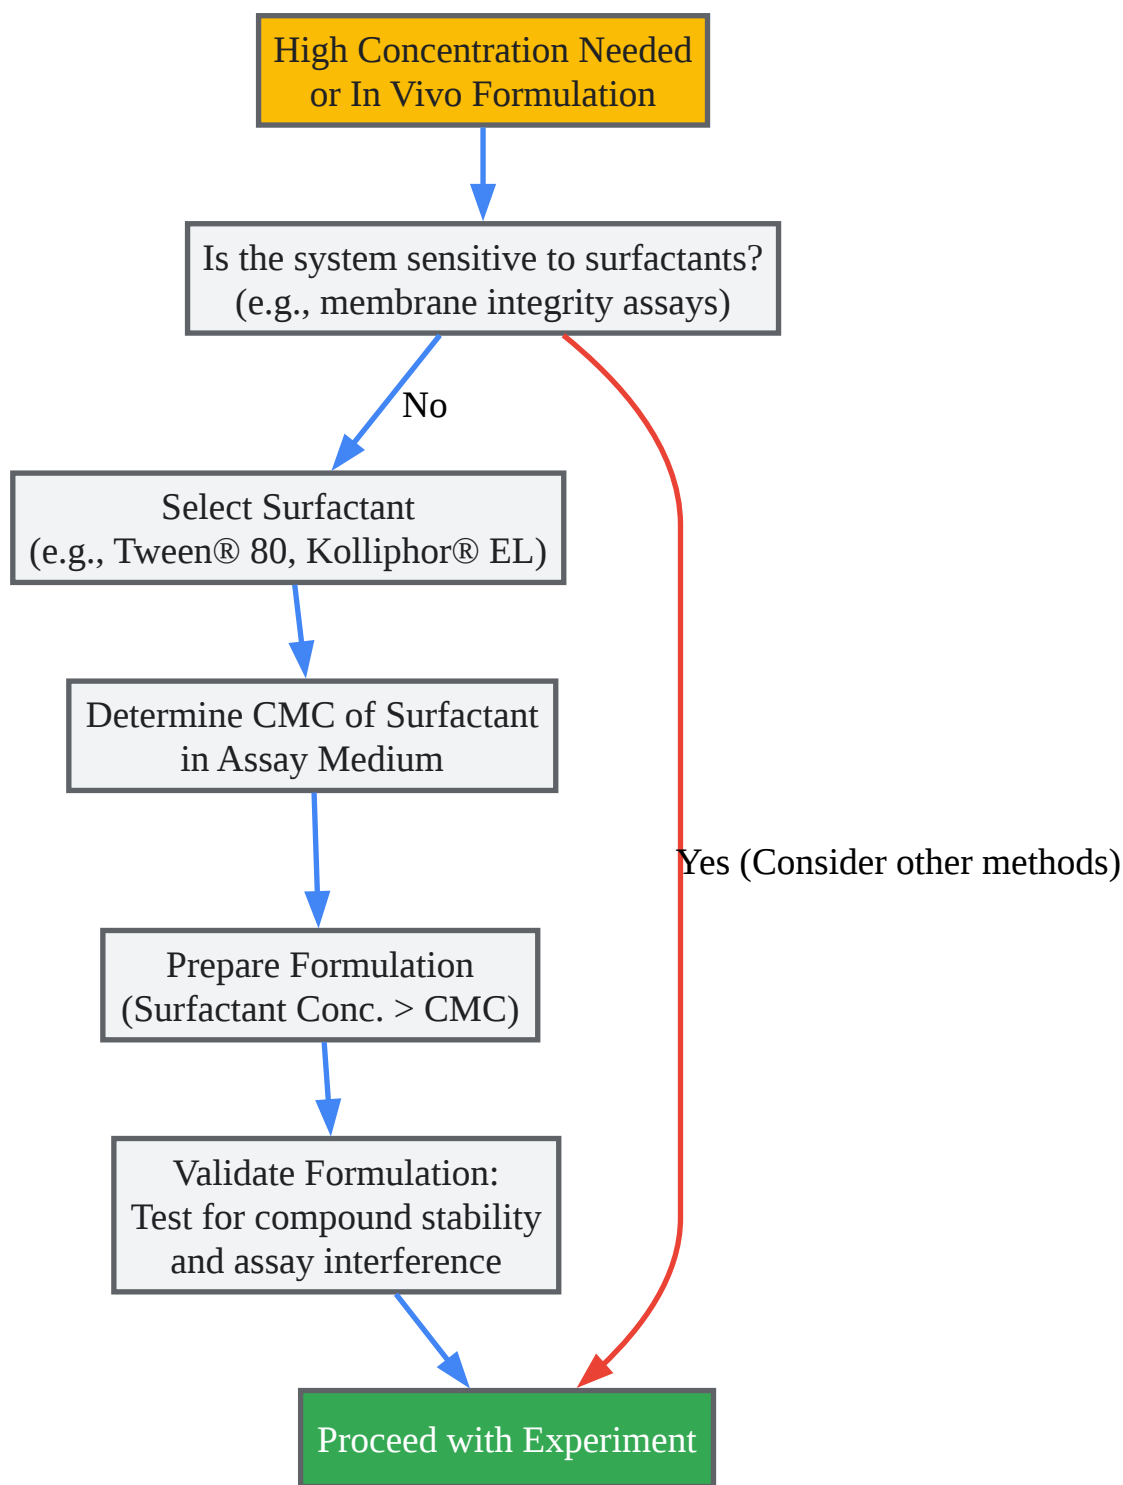 High Concentration Needed
or In Vivo Formulation
Is the system sensitive to surfactants?
(e.g., membrane integrity assays)
No
Select Surfactant
(e.g., Tween® 80, Kolliphor® EL)
Determine CMC of Surfactant
in Assay Medium
Yes (Consider other methods)
Prepare Formulation
(Surfactant Conc. > CMC)
Validate Formulation:
Test for compound stability
and assay interference
Proceed with Experiment